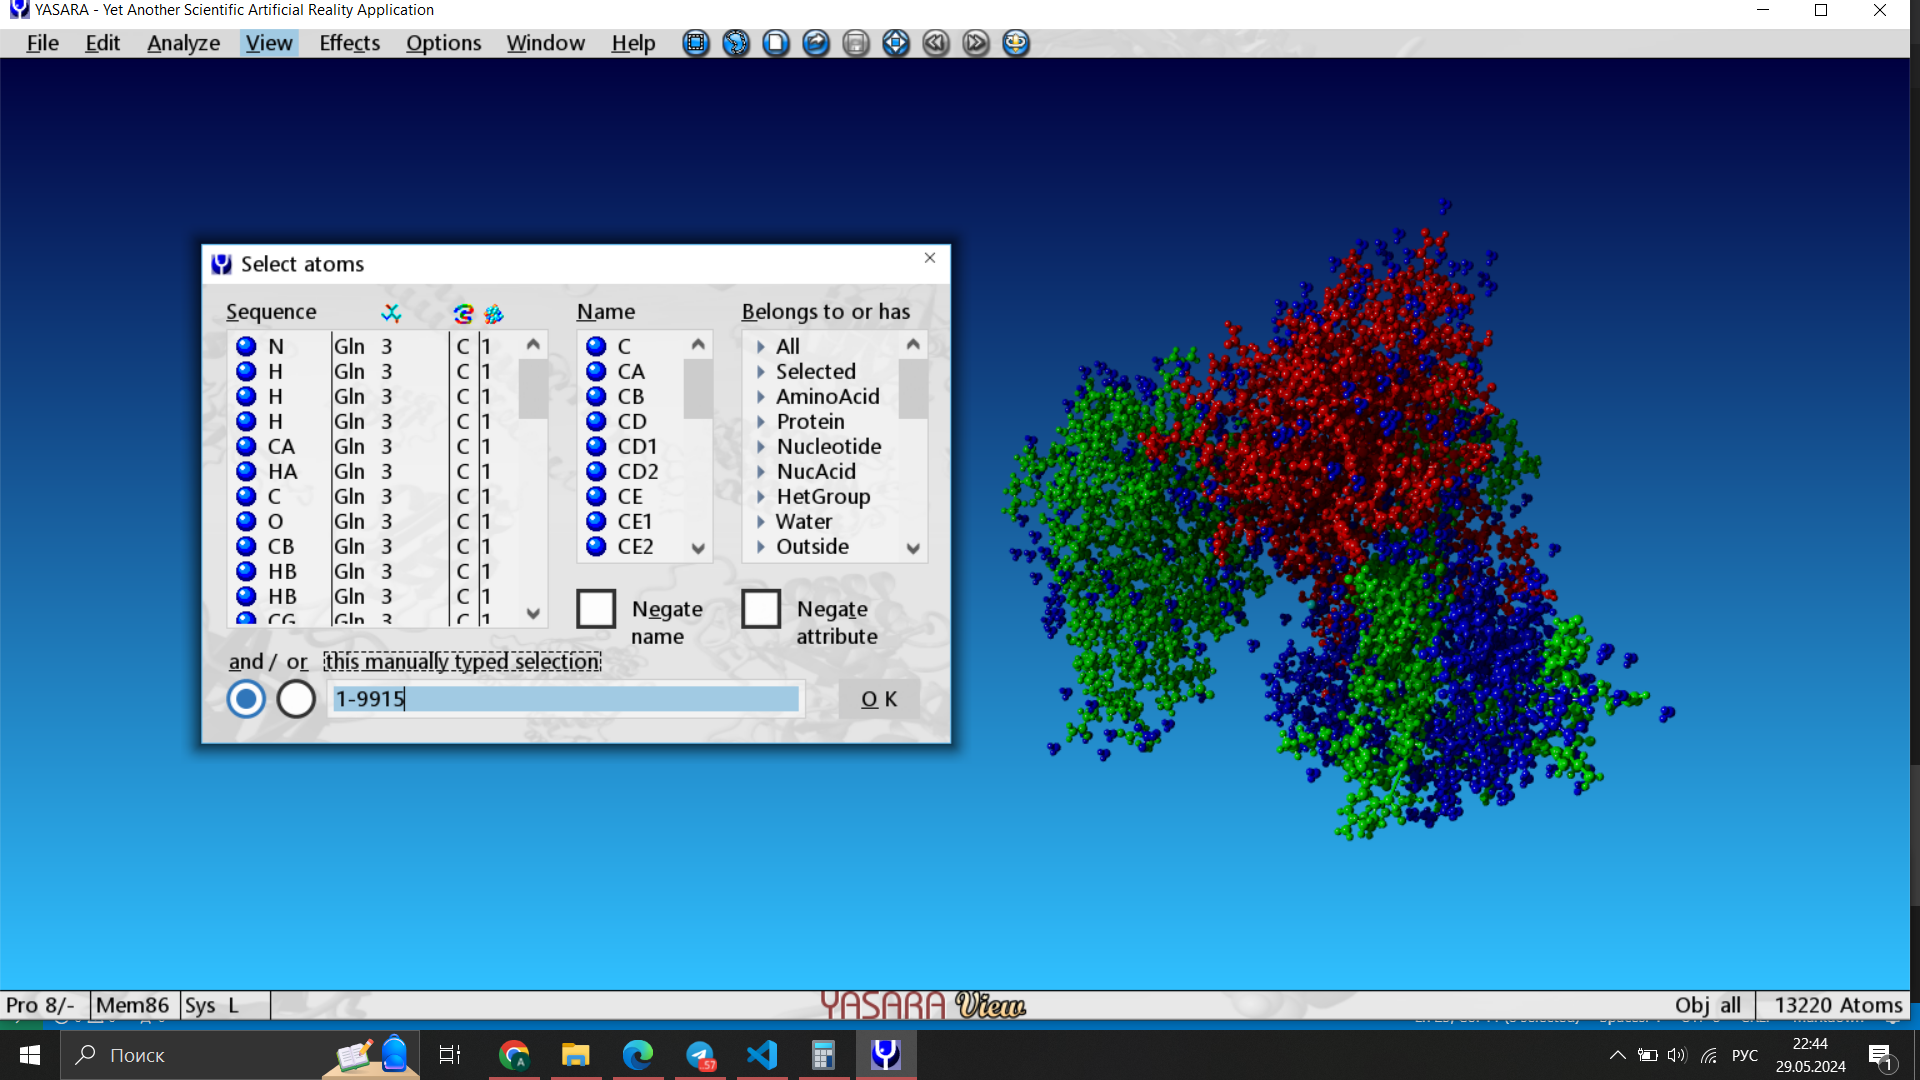 YASARA - Yet Another Scientific Artificial Reality Application
File Edit Analyze View Effects Options Window Help
Select atoms
Sequence Name Belongs to or has
N Gln 3 C 1
H Gln 3 C 1
H Gln 3 C 1
H Gln 3 C 1
CA Gln 3 C 1
HA Gln 3 C 1
C Gln 3 C 1
O Gln 3 C 1
CB Gln 3 C 1
HB Gln 3 C 1
HB Gln 3 C 1
CG Gln 3 C 1
C
CA
CB
CD
CD1
CD2
CE
CE1
CE2
All
Selected
AminoAcid
Protein
Nucleotide
NucAcid
HetGroup
Water
Outside
Negate name
Negate attribute
and / or this manually typed selection
1-9915
O K
Pro 8/- Mem86 Sys L YASARA View Obj all 13220 Atoms
Поиск
57
РУС
22:44
29.05.2024
1